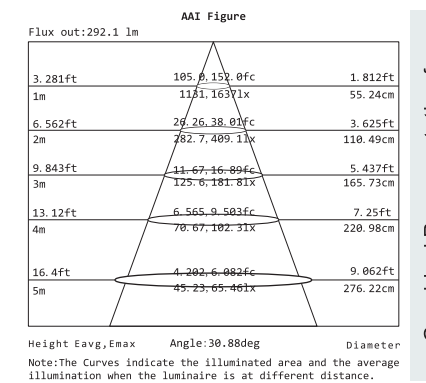 AAI Figure
Flux out:292.1 lm
3.281ft 105.0,152.0fc 1.812ft
1m 1131,1637lx 55.24cm
6.562ft 26.26,38.01fc 3.625ft
2m 282.7,409.1lx 110.49cm
9.843ft 11.67,16.89fc 5.437ft
3m 125.6,181.8lx 165.73cm
13.12ft 6.565,9.503fc 7.25ft
4m 70.67,102.3lx 220.98cm
16.4ft 4.202,6.082fc 9.062ft
5m 45.23,65.46lx 276.22cm
Height Eavg,Emax Angle:30.88deg Diameter
Note:The Curves indicate the illuminated area and the average
illumination when the luminaire is at different distance.